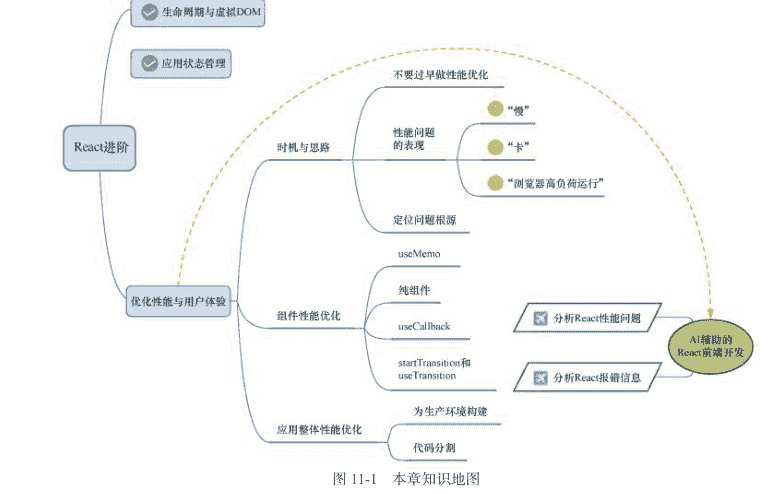 生命周期与虚拟DOM
应用状态管理
React进阶
优化性能与用户体验
时机与思路
不要过早做性能优化
性能问题
的表现
“慢”
“卡”
“浏览器高负荷运行”
定位问题根源
组件性能优化
useMemo
纯组件
useCallback
startTransition和
useTransition
应用整体性能优化
为生产环境构建
代码分割
分析React性能问题
分析React报错信息
AI辅助的
React前端开发
图 11-1 本章知识地图